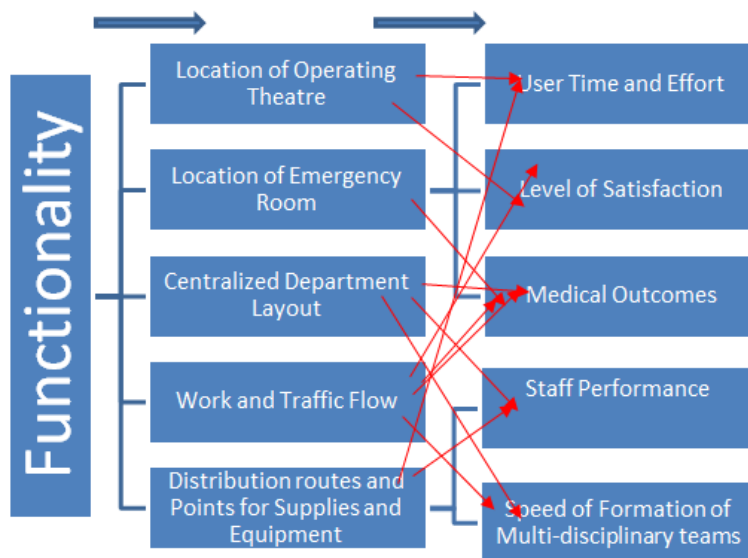 Functionality
Location of Operating
Theatre
Location of Emergency
Room
Centralized Department
Layout
Work and Traffic Flow
Distribution routes and
Points for Supplies and
Equipment
User Time and Effort
Level of Satisfaction
Medical Outcomes
Staff Performance
Speed of Formation of
Multi-disciplinary teams